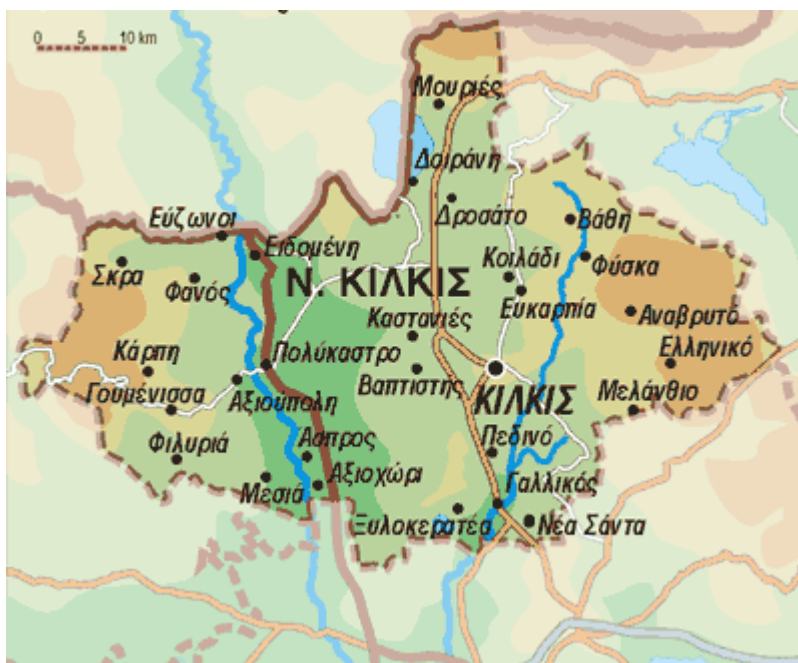 0 5 10 km
Μουριές
Δοϊράνη
Δροσάτο
Βάθη
Εύζωνοι
Ειδομένη
Σκρα
Φανός
Ν. ΚΙΛΚΙΣ
Κοιλάδι
Φύσκα
Ευκαρπία
Αναβρυτό
Καστανιές
Ελληνικό
Κάρπη
Πολύκαστρο
Βαπτιστής
ΚΙΛΚΙΣ
Μελάνθιο
Γουμένισσα
Αξιούπολη
Φιλυριά
Ασπρος
Πεδινό
Μεσιά
Αξιοχώρι
Γαλλικός
Ξυλοκερατέα
Νέα Σάντα